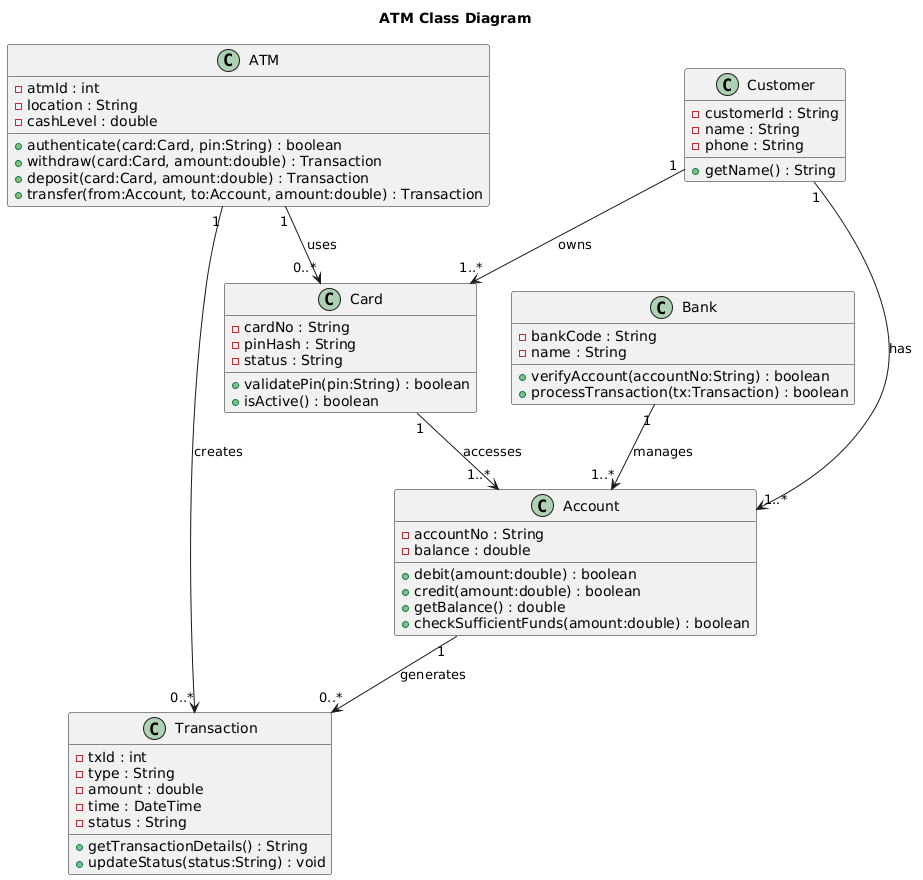 ATM Class Diagram
C ATM
atmId : int
location : String
cashLevel : double
authenticate(card:Card, pin:String) : boolean
withdraw(card:Card, amount:double) : Transaction
deposit(card:Card, amount:double) : Transaction
transfer(from:Account, to:Account, amount:double) : Transaction
C Customer
customerId : String
name : String
phone : String
getName() : String
1
1
1
1
uses
owns
0..*
1..*
C Card
cardNo : String
pinHash : String
status : String
validatePin(pin:String) : boolean
isActive() : boolean
C Bank
bankCode : String
name : String
verifyAccount(accountNo:String) : boolean
processTransaction(tx:Transaction) : boolean
has
1
1
creates
accesses
manages
1..*
1..*
1..*
C Account
accountNo : String
balance : double
debit(amount:double) : boolean
credit(amount:double) : boolean
getBalance() : double
checkSufficientFunds(amount:double) : boolean
1
generates
0..*
0..*
C Transaction
txId : int
type : String
amount : double
time : DateTime
status : String
getTransactionDetails() : String
updateStatus(status:String) : void